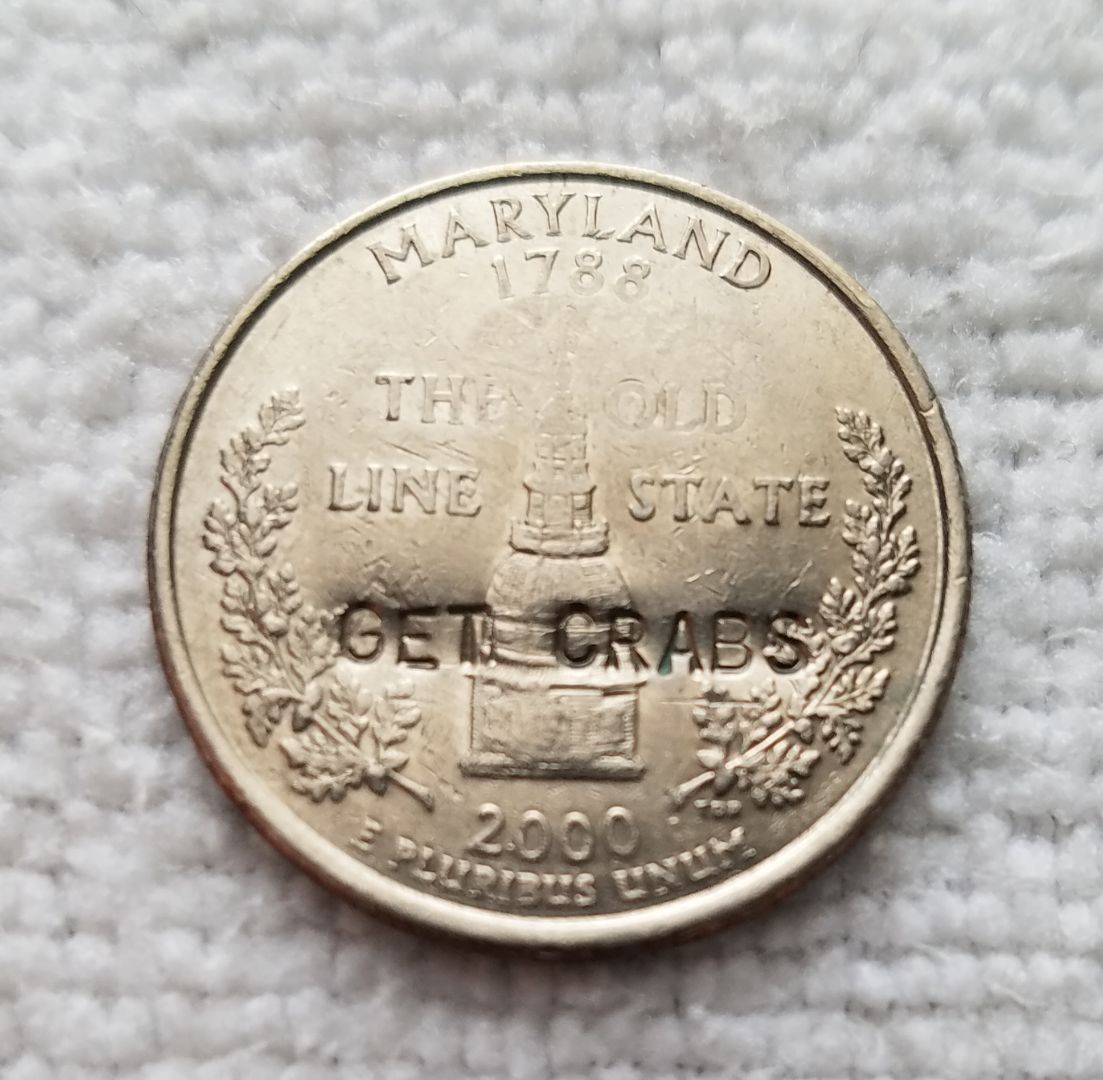 MARYLAND
1788
THE OLD
LINE STATE
GET CRABS
2000
E PLURIBUS UNUM